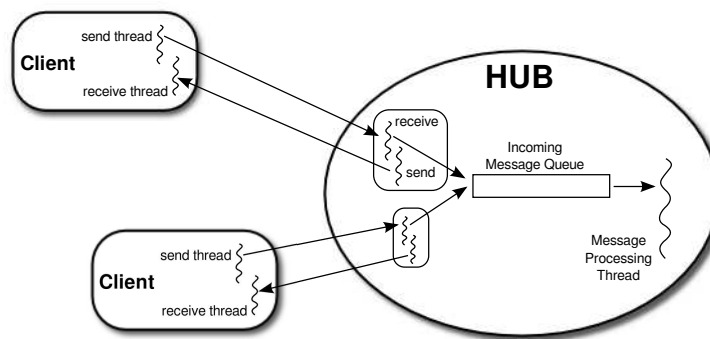 send thread
Client
receive thread
HUB
receive
send
Incoming
Message Queue
Message
Processing
Thread
send thread
Client
receive thread